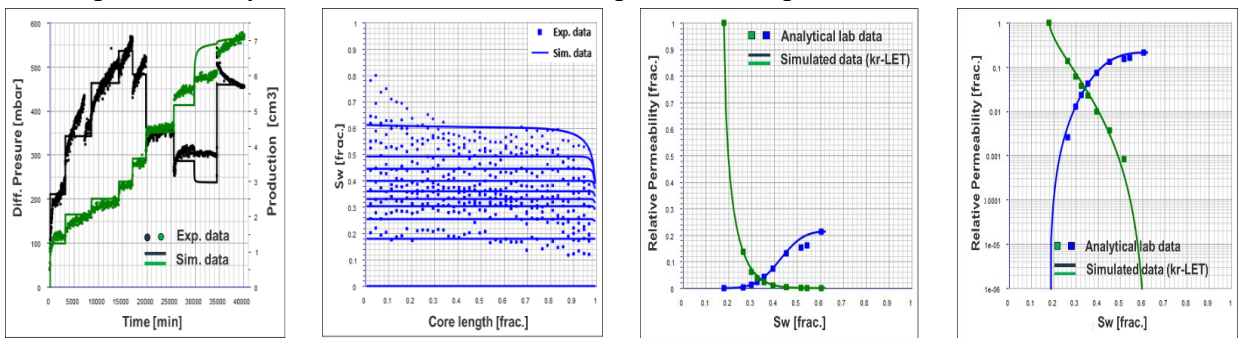 Diff. Presure [mbar]
600
500
400
300
200
100
0
Exp. data
Sim. data
7
6
5
4
3
2
1
0
Production [cm3]
0 5000 10000 15000 20000 25000 30000 35000 40000
Time [min]
Sw [frac.]
1
0.9
0.8
0.7
0.6
0.5
0.4
0.3
0.2
0.1
0
Exp. data
Sim. data
0 0.1 0.2 0.3 0.4 0.5 0.6 0.7 0.8 0.9 1
Core length [frac.]
Relative Permeability [frac.]
1
0.9
0.8
0.7
0.6
0.5
0.4
0.3
0.2
0.1
0
Analytical lab data
Simulated data (kr-LET)
0 0.1 0.2 0.3 0.4 0.5 0.6 0.7 0.8 0.9 1
Sw [frac.]
Relative Permeability [frac.]
1
0.1
0.01
0.001
0.0001
1e-05
1e-06
Analytical lab data
Simulated data (kr-LET)
0 0.1 0.2 0.3 0.4 0.5 0.6 0.7 0.8 0.9 1
Sw [frac.]